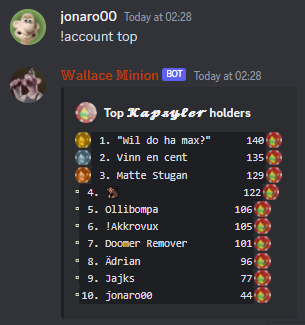 jonaro00 Today at 02:28
!account top
Wallace Minion BOT Today at 02:28
Top 𝓚𝓪𝓹𝓼𝔂𝓵𝓮𝓻 holders
1. "Wil do ha max?" 140
2. Vinn en cent 135
3. Matte Stugan 129
4. 122
5. Ollibompa 106
6. !Akkrovux 105
7. Doomer Remover 101
8. Ädrian 96
9. Jajks 77
10. jonaro00 44